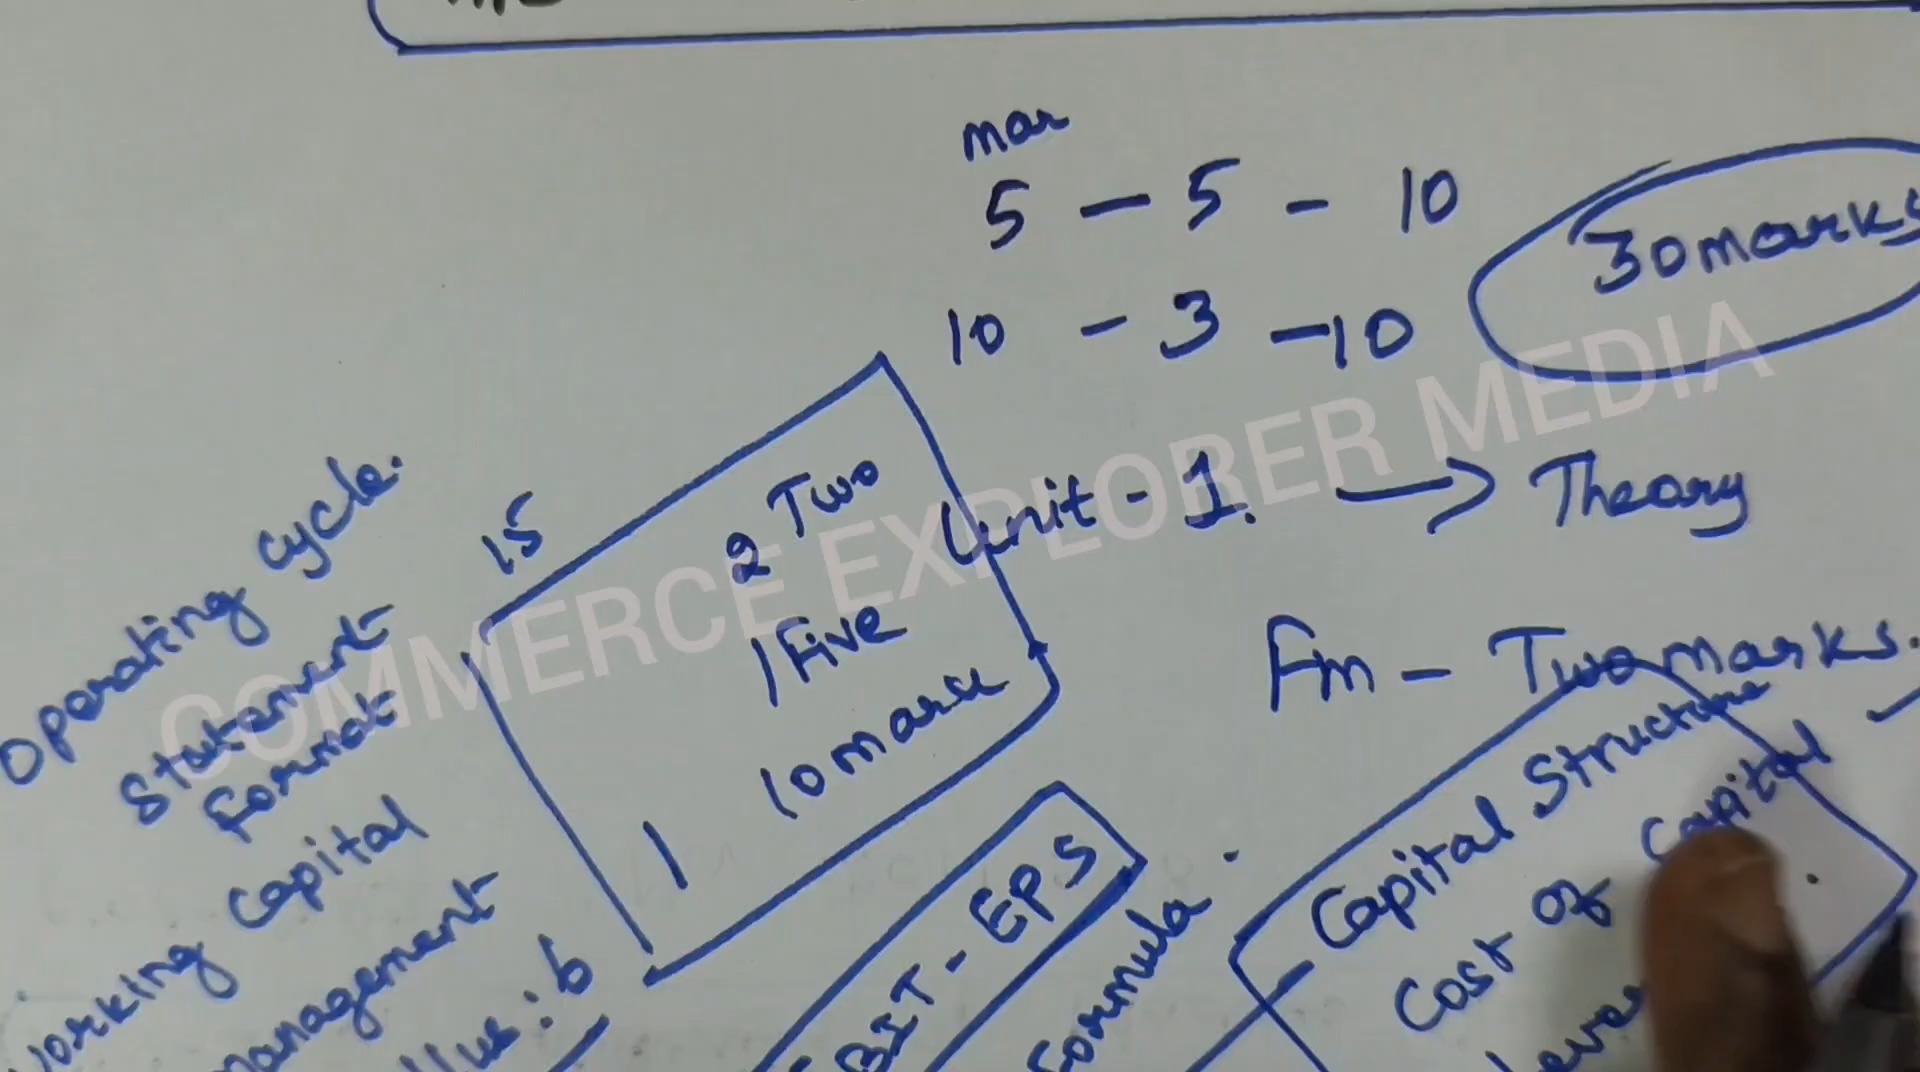 mar
5 - 5 - 10
30 marks
10 - 3 - 10
Unit - 1. → Theory
Fm - Two marks.
15
2 Two
1 Five
1 10 mark
Operating cycle.
Statement
Format
Working Capital
management
: 6
EBIT - EPS
Formula.
Capital Structure
Cost of Capital
COMMERCE EXPLORER MEDIA